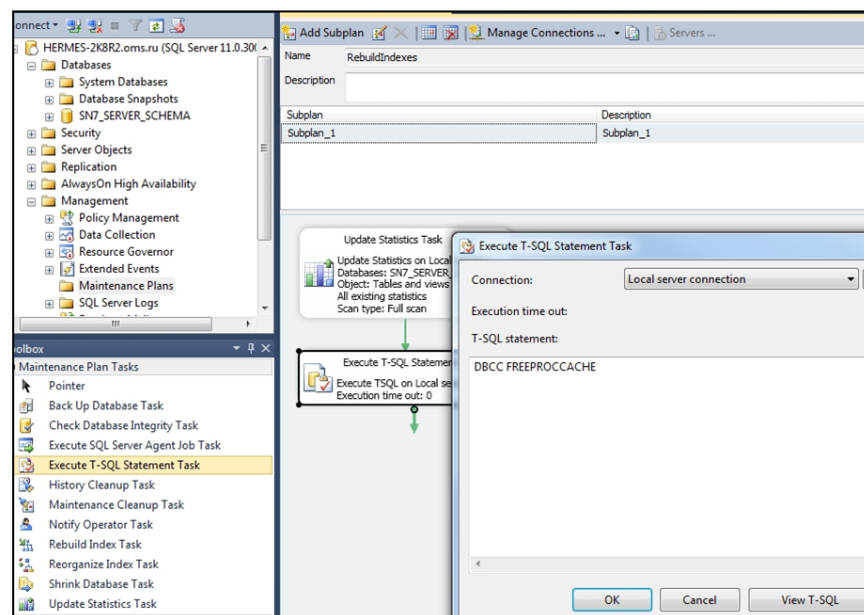 onnect
HERMES-2K8R2.oms.ru (SQL Server 11.0.300
Databases
System Databases
Database Snapshots
SN7_SERVER_SCHEMA
Security
Server Objects
Replication
AlwaysOn High Availability
Management
Policy Management
Data Collection
Resource Governor
Extended Events
Maintenance Plans
SQL Server Logs
oolbox
Maintenance Plan Tasks
Pointer
Back Up Database Task
Check Database Integrity Task
Execute SQL Server Agent Job Task
Execute T-SQL Statement Task
History Cleanup Task
Maintenance Cleanup Task
Notify Operator Task
Rebuild Index Task
Reorganize Index Task
Shrink Database Task
Update Statistics Task
Add Subplan
Manage Connections ...
Servers ...
Name
RebuildIndexes
Description
Subplan
Description
Subplan_1
Subplan_1
Update Statistics Task
Update Statistics on Local
Databases: SN7_SERVER_
Object: Tables and views
All existing statistics
Scan type: Full scan
Execute T-SQL Statemen
Execute TSQL on Local se
Execution time out: 0
Execute T-SQL Statement Task
Connection:
Local server connection
Execution time out:
T-SQL statement:
DBCC FREEPROCCACHE
OK
Cancel
View T-SQL